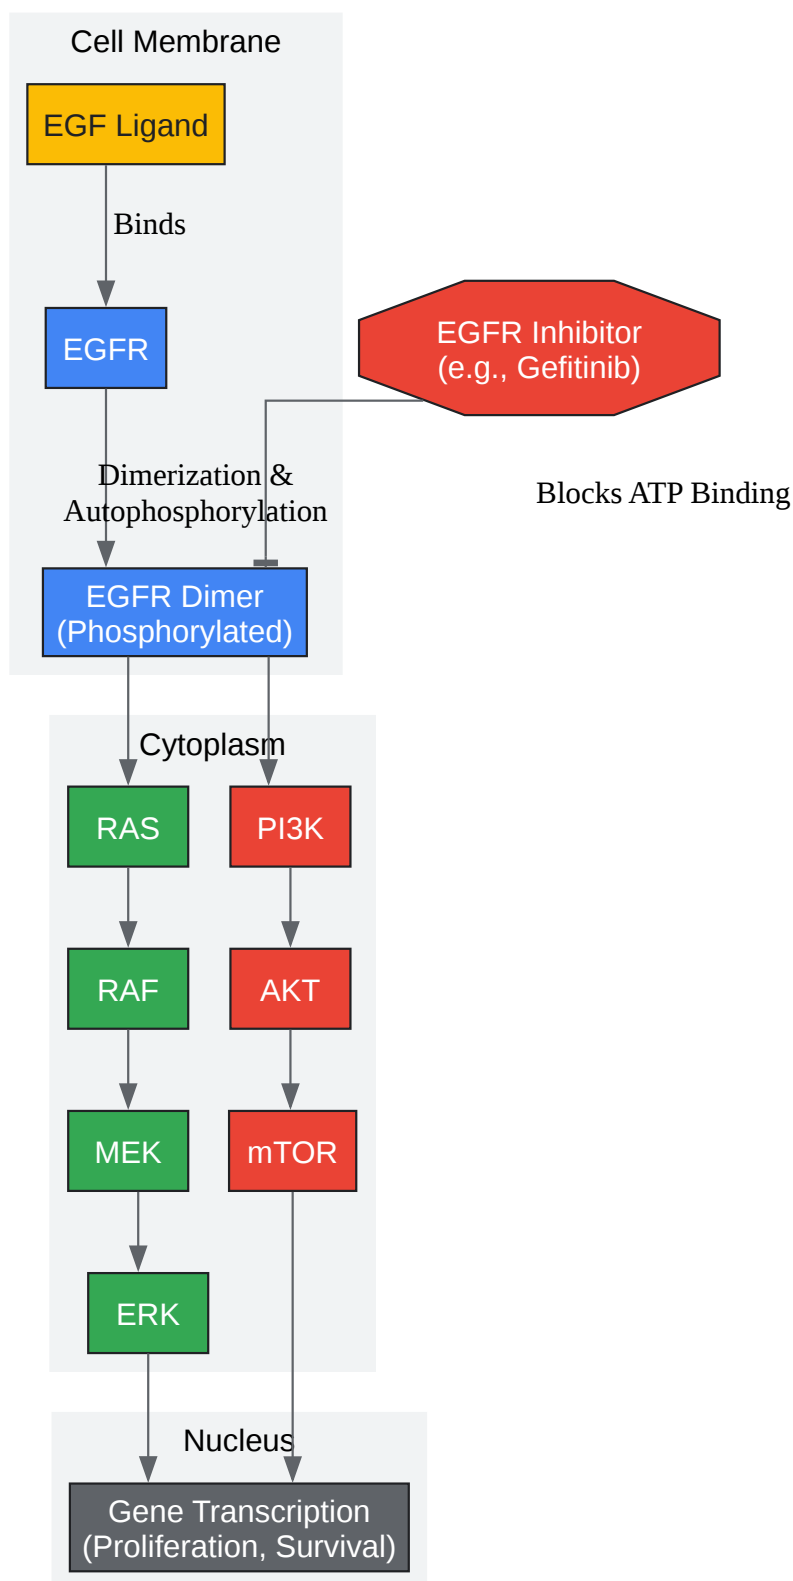 Cell Membrane
EGF Ligand
Binds
EGFR
EGFR Inhibitor
(e.g., Gefitinib)
Dimerization &
Autophosphorylation
Blocks ATP Binding
EGFR Dimer
(Phosphorylated)
Cytoplasm
RAS
PI3K
RAF
AKT
MEK
mTOR
ERK
Nucleus
Gene Transcription
(Proliferation, Survival)